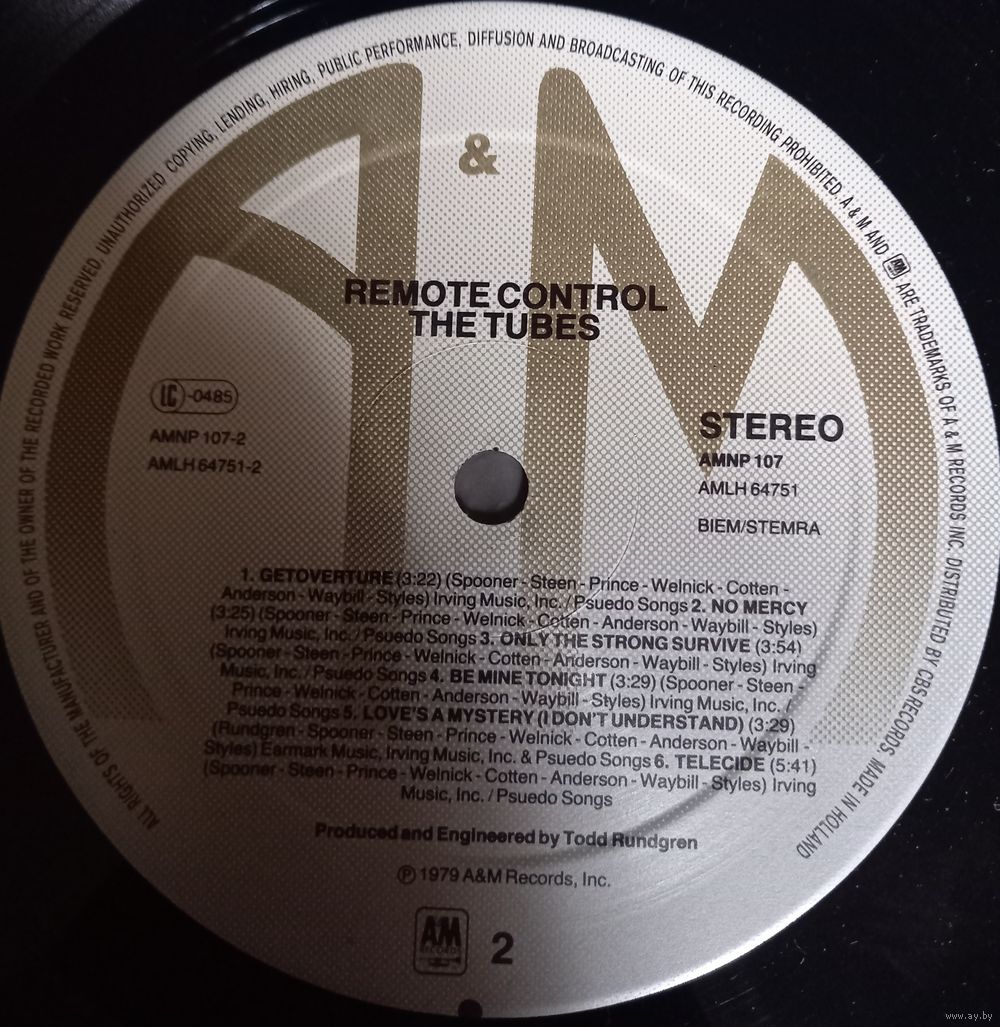 ALL RIGHTS OF THE MANUFACTURER AND OF THE OWNER OF THE RECORDED WORK RESERVED. UNAUTHORIZED COPYING, LENDING, HIRING, PUBLIC PERFORMANCE, DIFFUSION AND BROADCASTING OF THIS RECORDING PROHIBITED. A & M AND A&M ARE TRADEMARKS OF A & M RECORDS INC. DISTRIBUTED BY CBS RECORDS. MADE IN HOLLAND
A & M
REMOTE CONTROL
THE TUBES
LC-0485
AMNP 107-2
AMLH 64751-2
STEREO
AMNP 107
AMLH 64751
BIEM/STEMRA
1. GETOVERTURE (3:22) (Spooner - Steen - Prince - Welnick - Cotten -
Anderson - Waybill - Styles) Irving Music, Inc. / Psuedo Songs 2. NO MERCY
(3:25) (Spooner - Steen - Prince - Welnick - Cotten - Anderson - Waybill - Styles)
Irving Music, Inc. / Psuedo Songs 3. ONLY THE STRONG SURVIVE (3:54)
(Spooner - Steen - Prince - Welnick - Cotten - Anderson - Waybill - Styles) Irving
Music, Inc. / Psuedo Songs 4. BE MINE TONIGHT (3:29) (Spooner - Steen -
Prince - Welnick - Cotten - Anderson - Waybill - Styles) Irving Music, Inc. /
Psuedo Songs 5. LOVE'S A MYSTERY (I DON'T UNDERSTAND) (3:29)
(Rundgren - Spooner - Steen - Prince - Welnick - Cotten - Anderson - Waybill -
Styles) Earmark Music, Irving Music, Inc. & Psuedo Songs 6. TELECIDE (5:41)
(Spooner - Steen - Prince - Welnick - Cotten - Anderson - Waybill - Styles) Irving
Music, Inc. / Psuedo Songs
Produced and Engineered by Todd Rundgren
℗ 1979 A&M Records, Inc.
A&M
RECORDS
2
www.ay.by